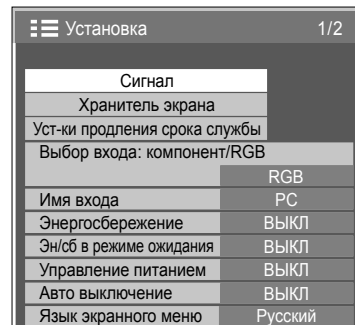 Установка 1/2
Сигнал
Хранитель экрана
Уст-ки продления срока службы
Выбор входа: компонент/RGB
RGB
Имя входа PC
Энергосбережение ВЫКЛ
Эн/сб в режиме ожидания ВЫКЛ
Управление питанием ВЫКЛ
Авто выключение ВЫКЛ
Язык экранного меню Русский